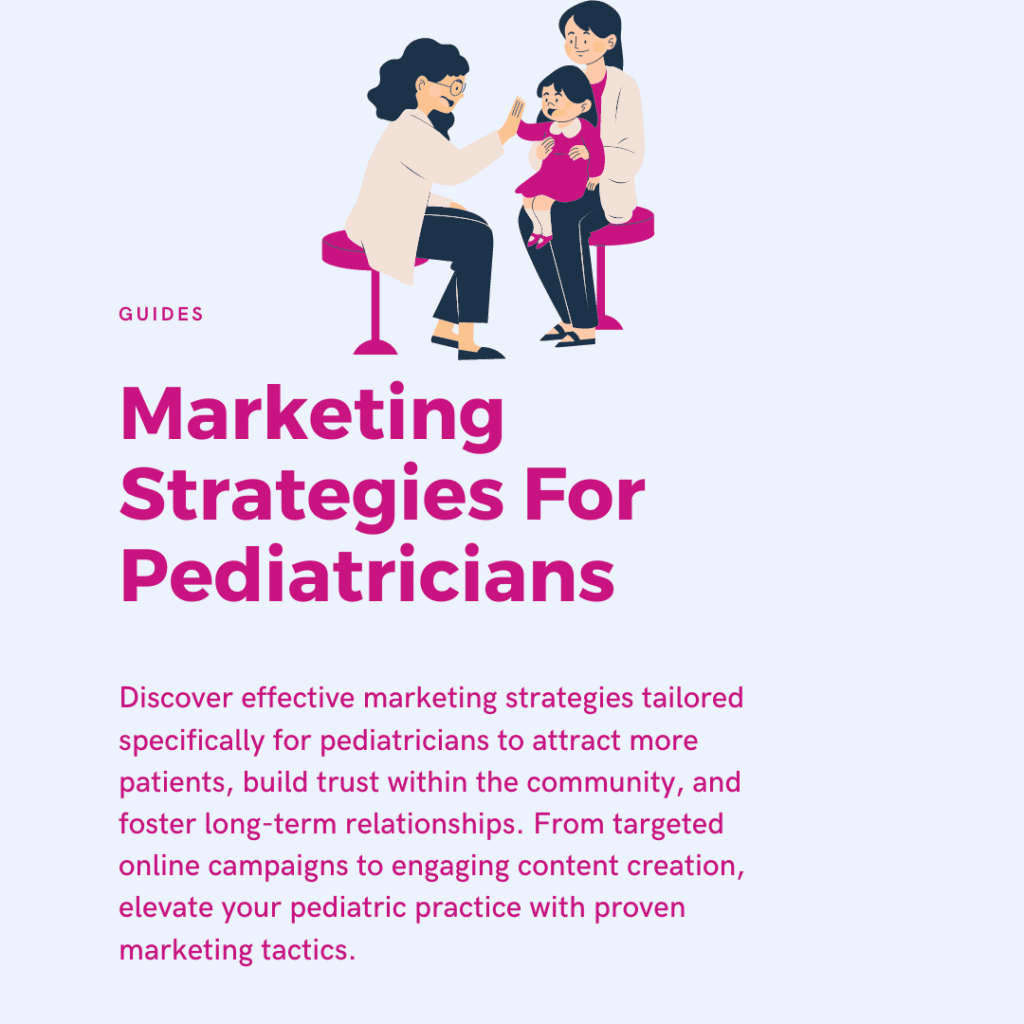 GUIDES
Marketing
Strategies For
Pediatricians
Discover effective marketing strategies tailored
specifically for pediatricians to attract more
patients, build trust within the community, and
foster long-term relationships. From targeted
online campaigns to engaging content creation,
elevate your pediatric practice with proven
marketing tactics.